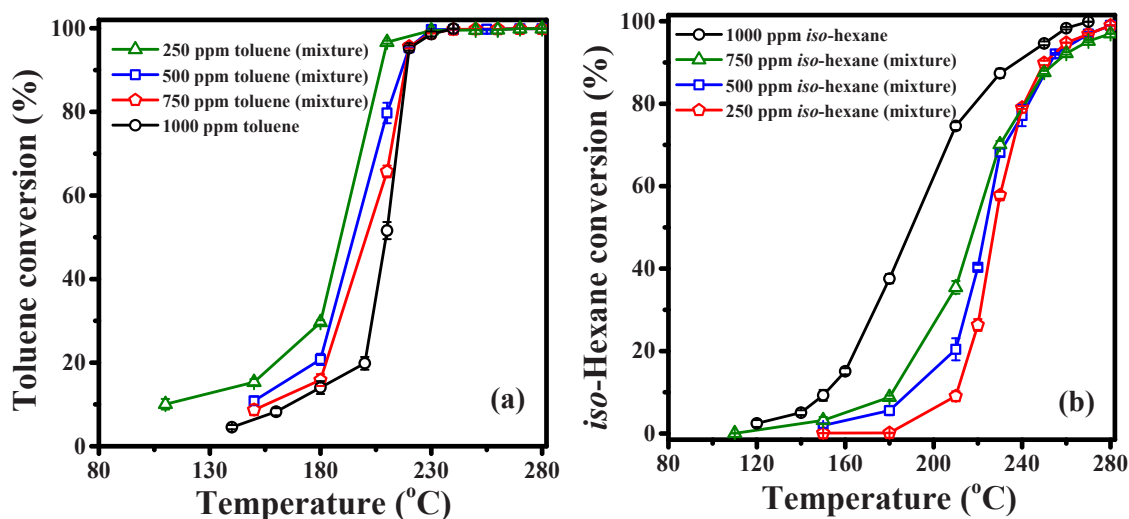 Toluene conversion (%)
100
80
60
40
20
0
250 ppm toluene (mixture)
500 ppm toluene (mixture)
750 ppm toluene (mixture)
1000 ppm toluene
(a)
80 130 180 230 280
Temperature (°C)
iso-Hexane conversion (%)
100
80
60
40
20
0
1000 ppm iso-hexane
750 ppm iso-hexane (mixture)
500 ppm iso-hexane (mixture)
250 ppm iso-hexane (mixture)
(b)
80 120 160 200 240 280
Temperature (°C)